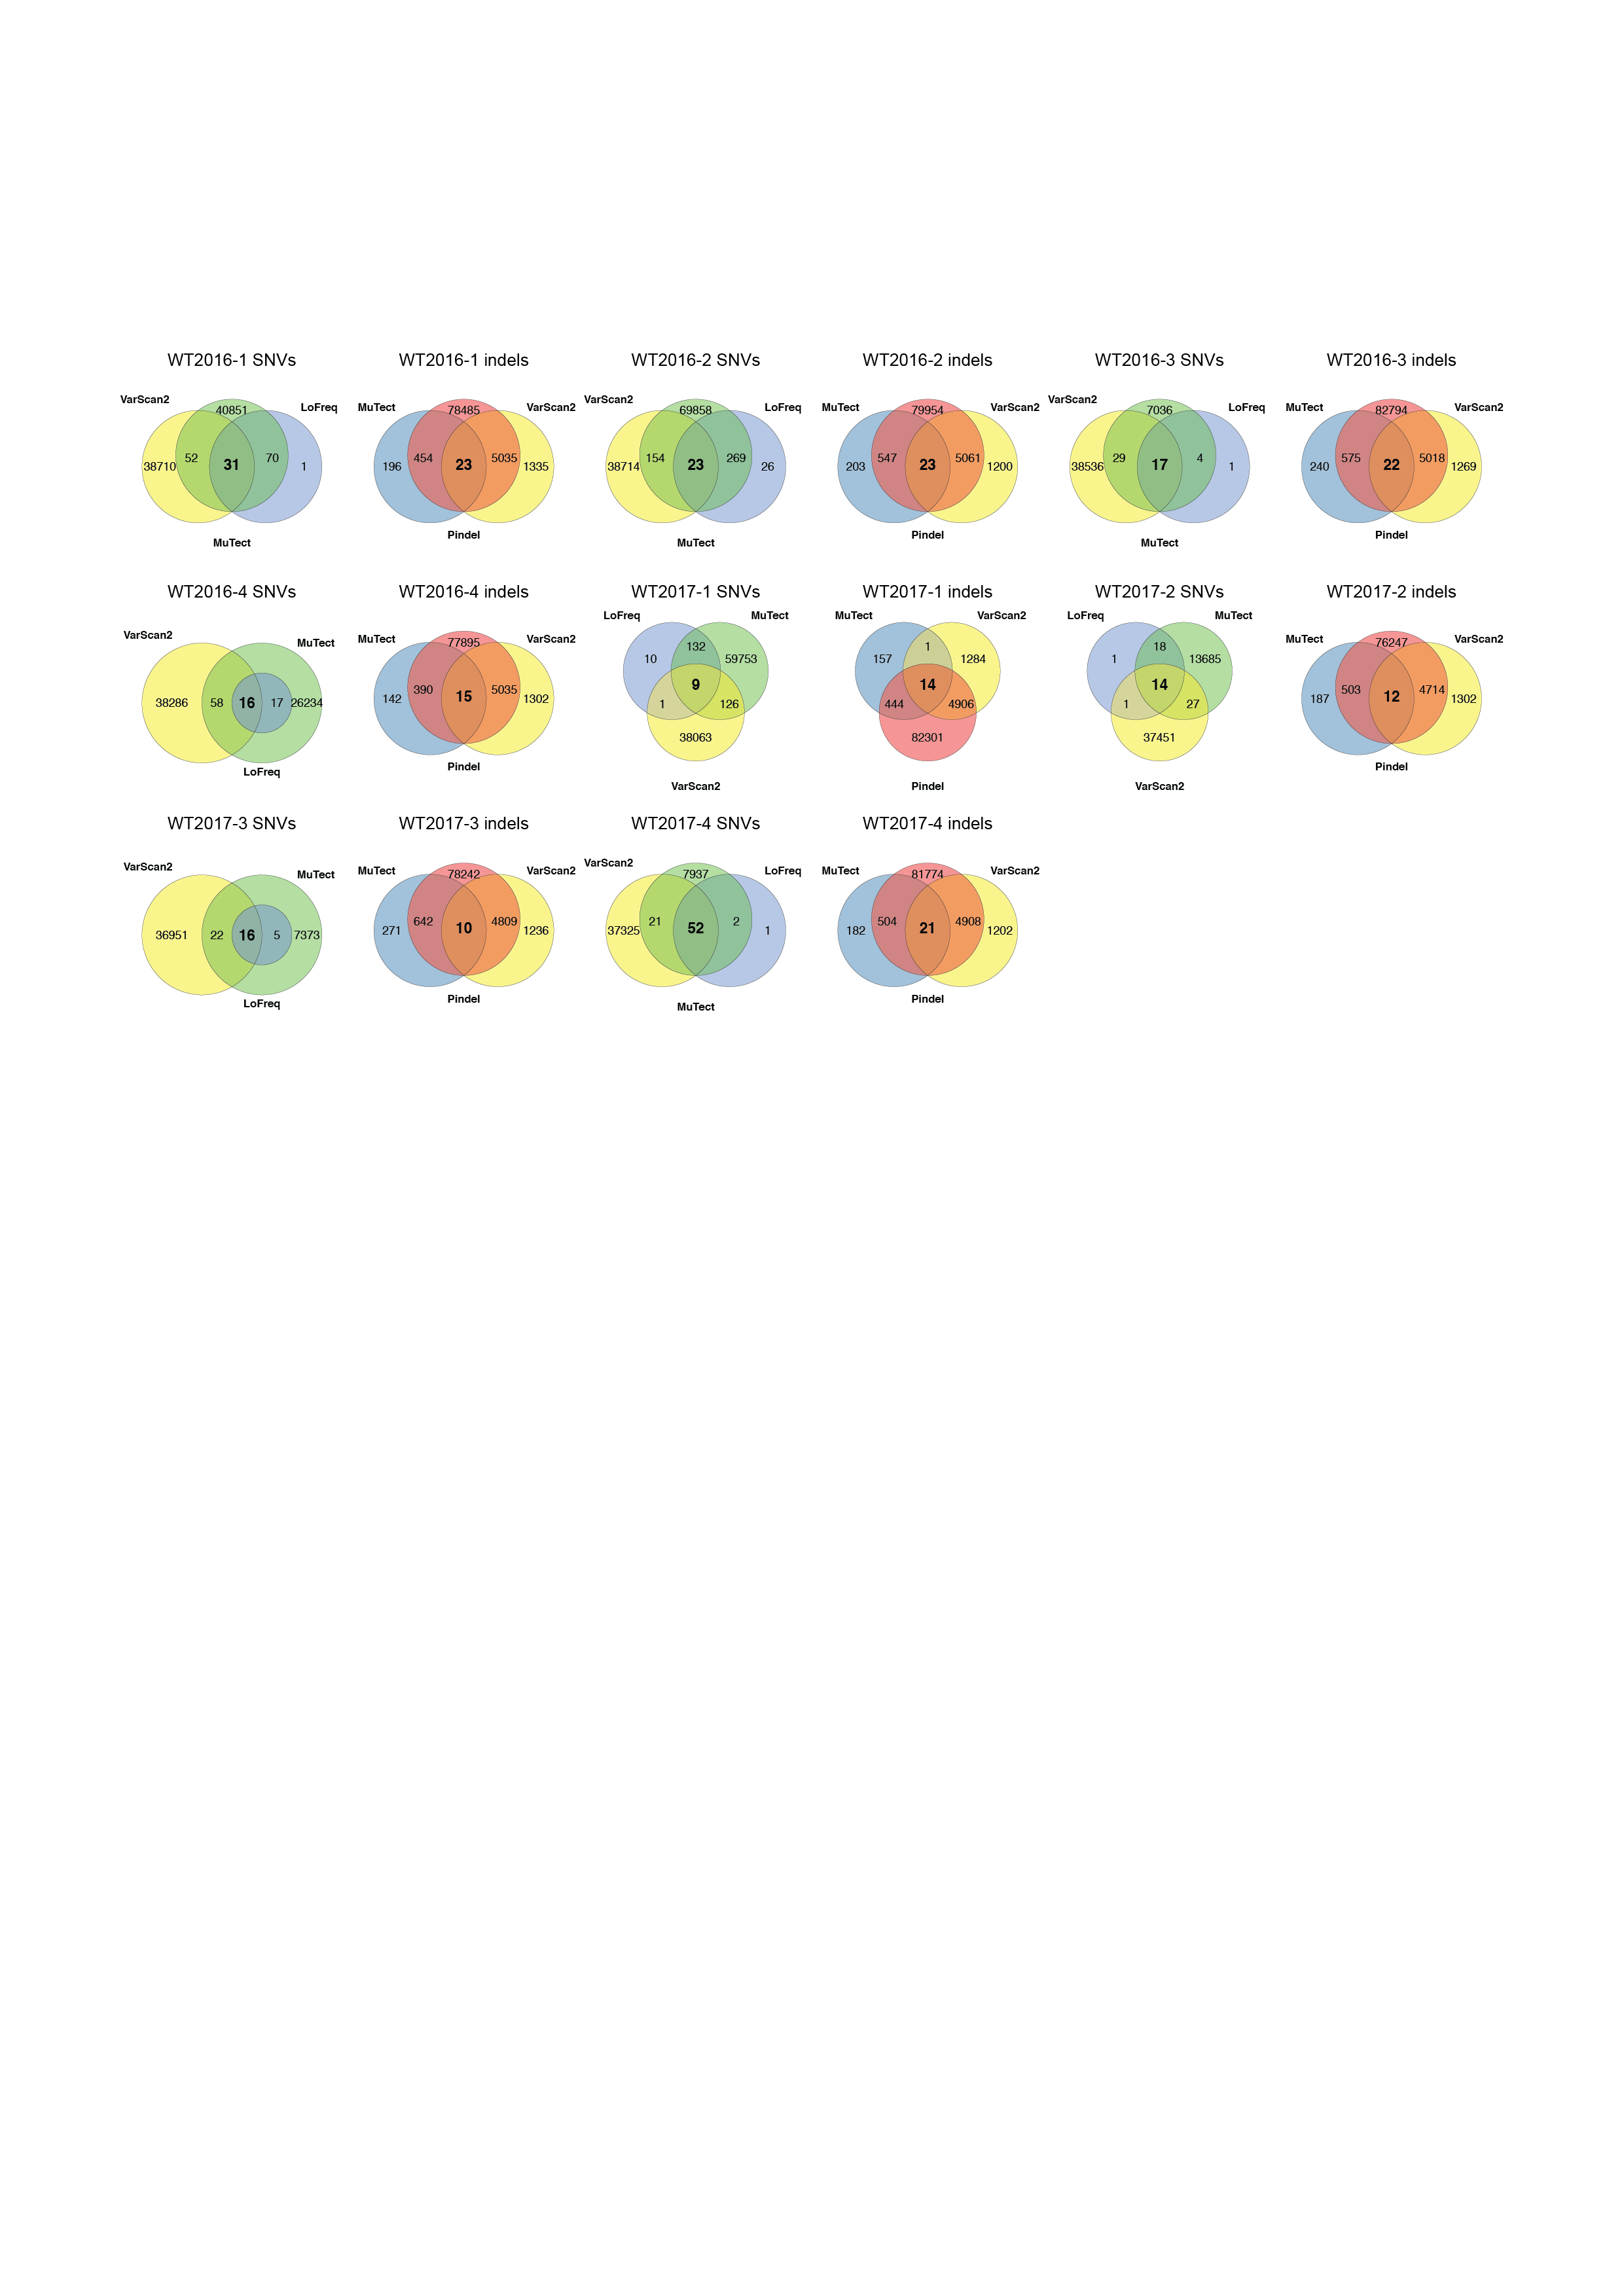 WT2016-1 SNVs
VarScan2
40851
LoFreq
38710 52 31 70 1
MuTect
WT2016-1 indels
MuTect
78485
VarScan2
196 454 23 5035 1335
Pindel
WT2016-2 SNVs
VarScan2
69858
LoFreq
38714 154 23 269 26
MuTect
WT2016-2 indels
MuTect
79954
VarScan2
203 547 23 5061 1200
Pindel
WT2016-3 SNVs
VarScan2
7036
LoFreq
38536 29 17 4 1
MuTect
WT2016-3 indels
MuTect
82794
VarScan2
240 575 22 5018 1269
Pindel
WT2016-4 SNVs
VarScan2
MuTect
38286 58 16 17 26234
LoFreq
WT2016-4 indels
MuTect
77895
VarScan2
142 390 15 5035 1302
Pindel
WT2017-1 SNVs
LoFreq
MuTect
132
10
59753
9
1
126
38063
VarScan2
WT2017-1 indels
MuTect
VarScan2
1
157
1284
14
444
4906
82301
Pindel
WT2017-2 SNVs
LoFreq
MuTect
18
1
13685
14
1
27
37451
VarScan2
WT2017-2 indels
MuTect
76247
VarScan2
187 503 12 4714 1302
Pindel
WT2017-3 SNVs
VarScan2
MuTect
36951 22 16 5 7373
LoFreq
WT2017-3 indels
MuTect
78242
VarScan2
271 642 10 4809 1236
Pindel
WT2017-4 SNVs
VarScan2
7937
LoFreq
37325 21 52 2 1
MuTect
WT2017-4 indels
MuTect
81774
VarScan2
182 504 21 4908 1202
Pindel